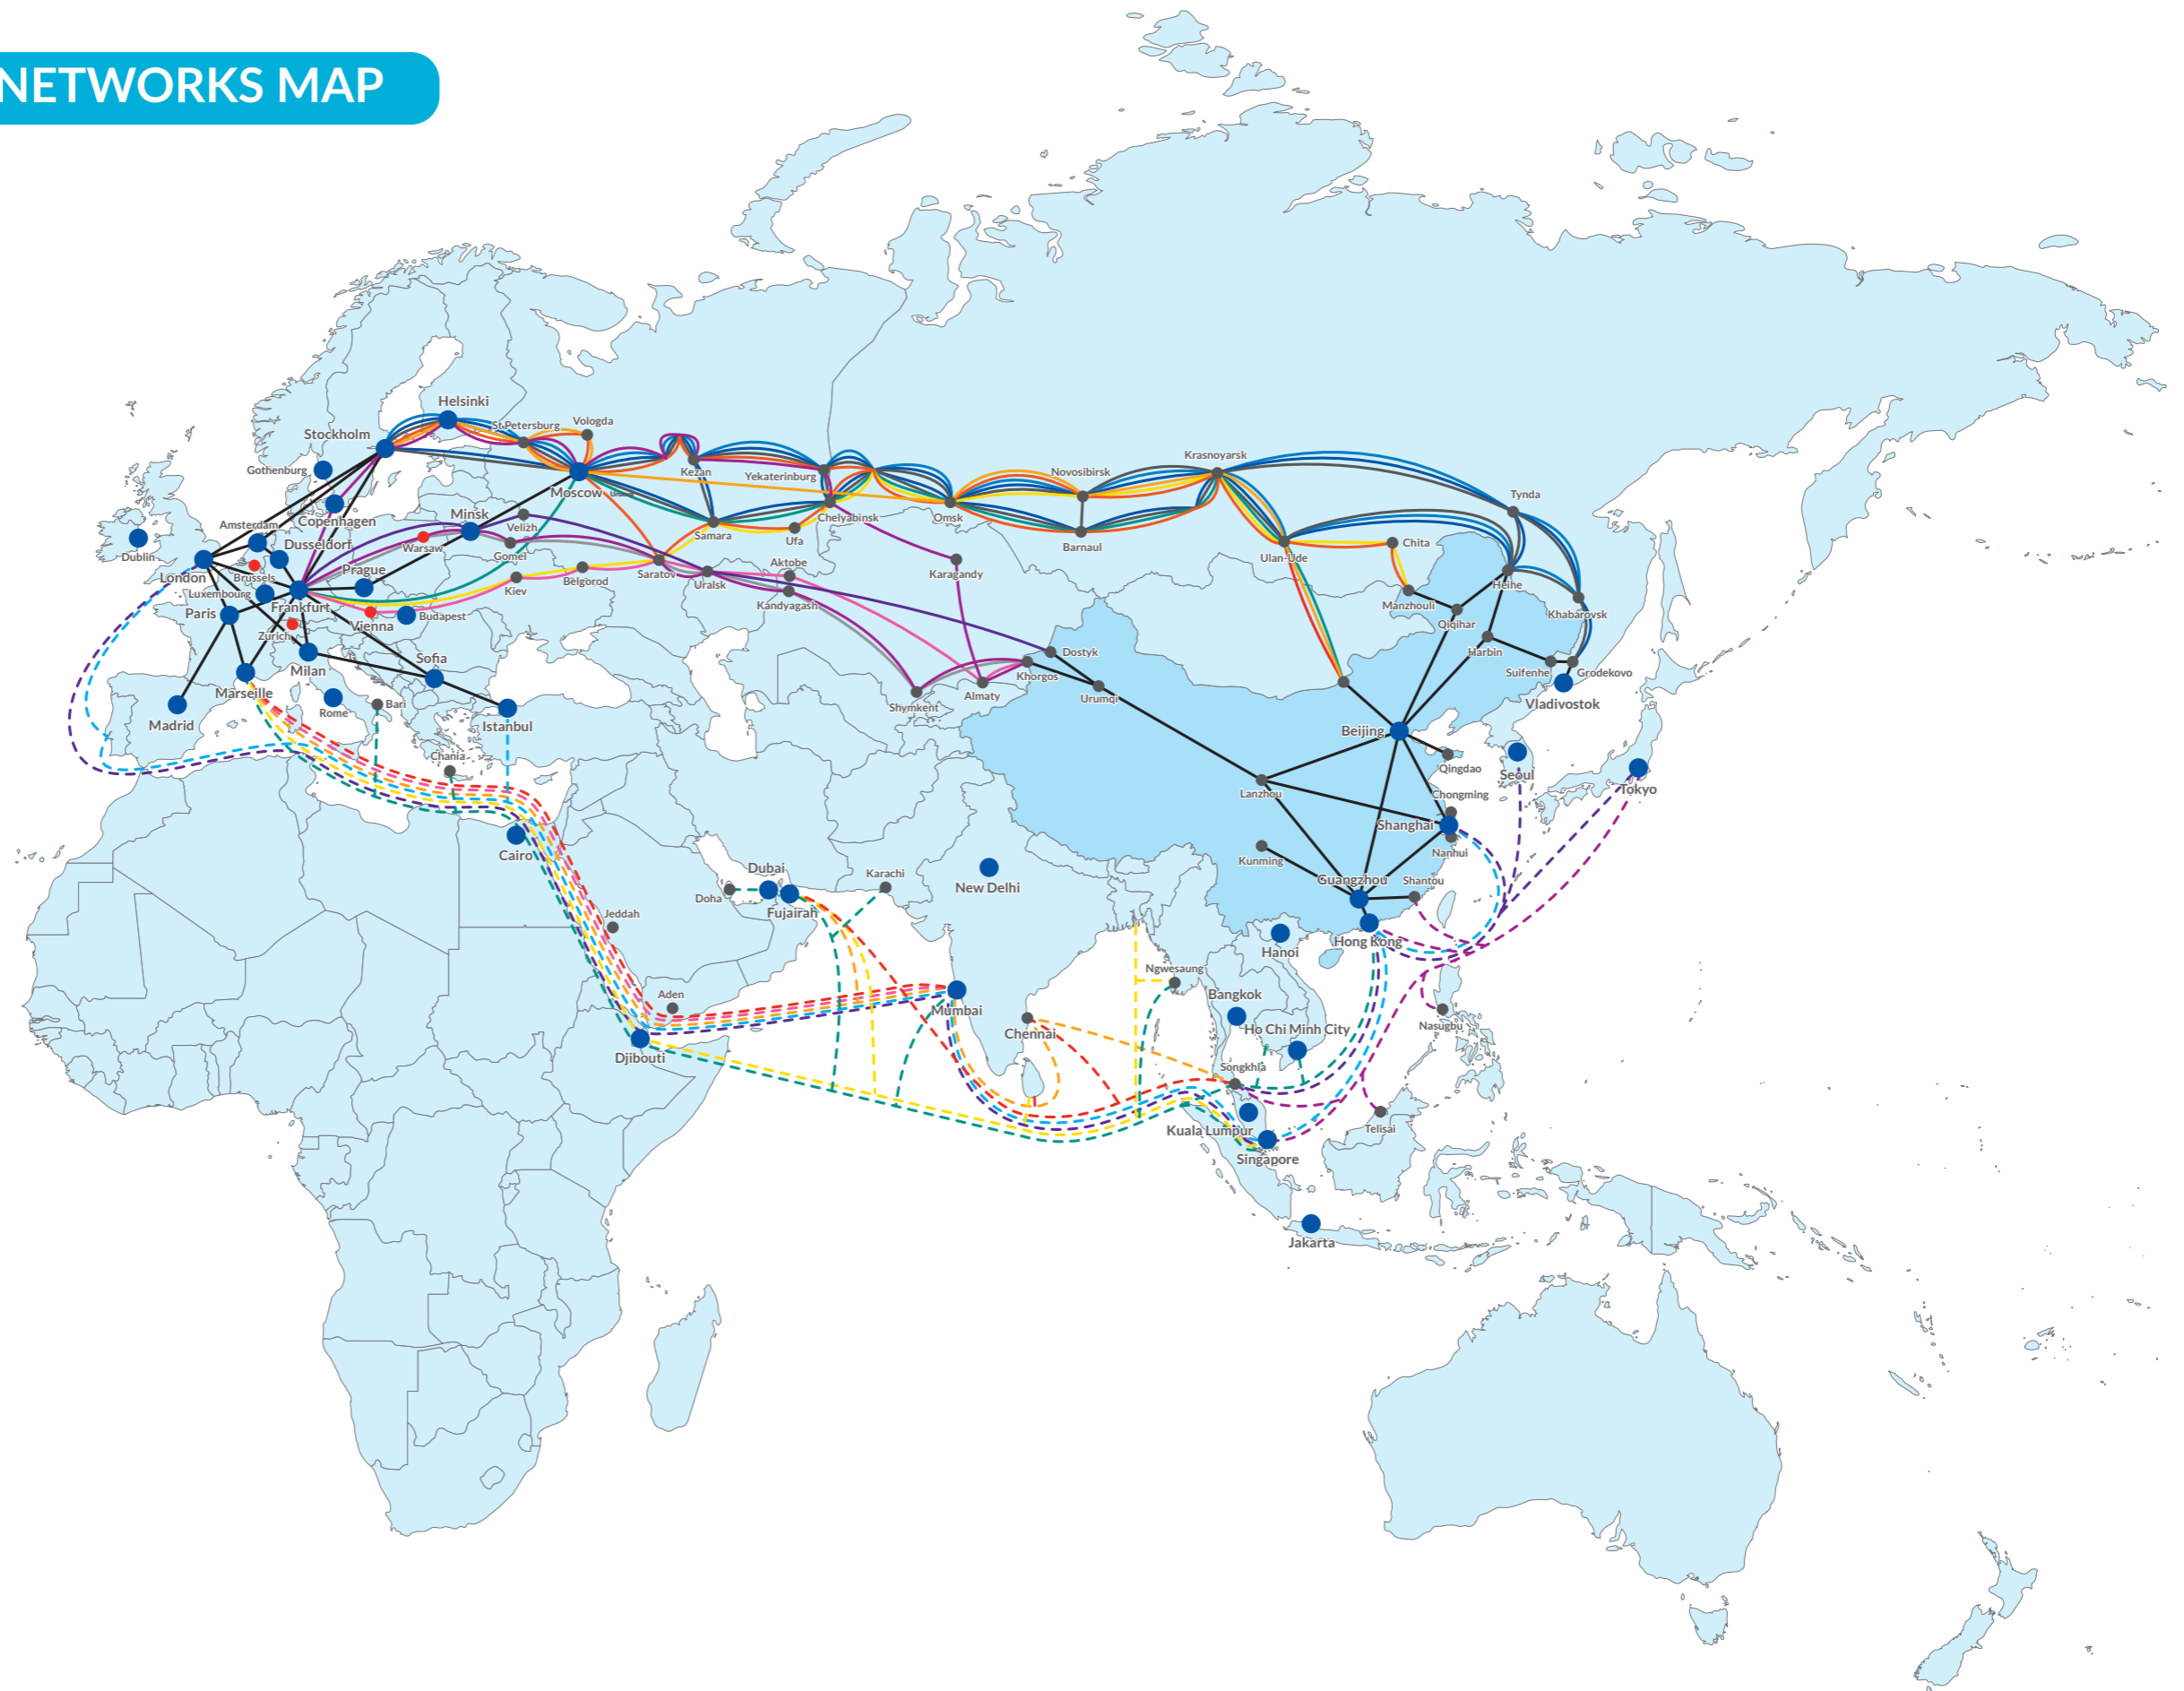 NETWORKS MAP
Helsinki
Stockholm
St Petersburg
Vologda
Gothenburg
Kezan
Yekaterinburg
Novosibirsk
Krasnoyarsk
Moscow
Tynda
Copenhagen
Minsk
Velizh
Amsterdam
Chelyabinsk
Omsk
Dublin
Dusseldorf
Warsaw
Gomel
Samara
Ufa
Barnaul
Ulan-Ude
Chita
London
Brussels
Prague
Saratov
Uralsk
Aktobe
Karagandy
Luxembourg
Kiev
Belgorod
Heihe
Paris
Frankfurt
Kandyagash
Manzhouli
Khabarovsk
Zurich
Vienna
Budapest
Qiqihar
Milan
Sofia
Dostyk
Harbin
Marseille
Khorgos
Suifenhe
Grodekovo
Madrid
Rome
Bari
Istanbul
Shymkent
Almaty
Urumqi
Vladivostok
Beijing
Chania
Qingdao
Seoul
Tokyo
Lanzhou
Chongming
Shanghai
Cairo
Kunming
Nanhui
Doha
Dubai
Karachi
New Delhi
Guangzhou
Shantou
Fujairah
Jeddah
Hanoi
Hong Kong
Ngwesaung
Aden
Mumbai
Bangkok
Nasugbu
Chennai
Ho Chi Minh City
Djibouti
Songkhla
Kuala Lumpur
Telisai
Singapore
Jakarta